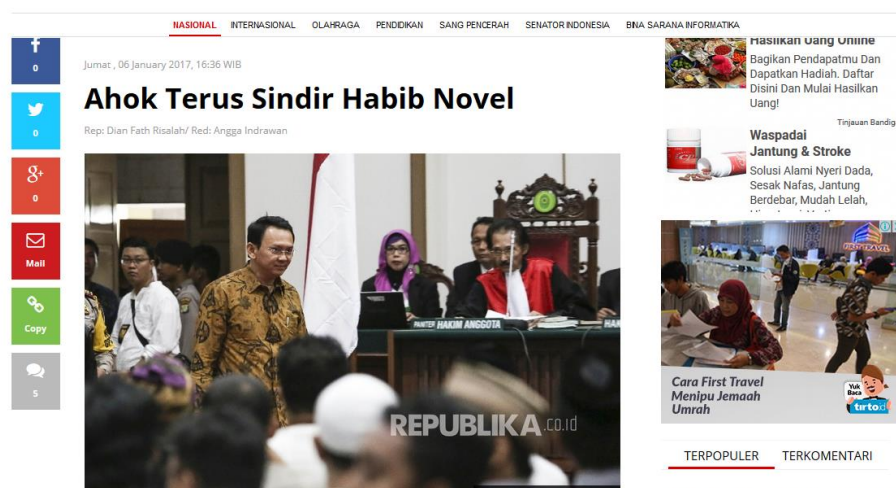 NASIONAL INTERNASIONAL OLAHRAGA PENDIDIKAN SANG PENCERAH SENATOR INDONESIA BINA SARANA INFORMATIKA
f
0
0
g+
0
Mail
Copy
5
Jumat , 06 January 2017, 16:36 WIB
Ahok Terus Sindir Habib Novel
Rep: Dian Fath Risalah/ Red: Angga Indrawan
HAKIM ANGGOTA
REPUBLIKA.co.id
Hasilkan Uang Online
Bagikan Pendapatmu Dan
Dapatkan Hadiah. Daftar
Disini Dan Mulai Hasilkan
Uang!
Tinjauan Bandig
Waspadai
Jantung & Stroke
Solusi Alami Nyeri Dada,
Sesak Nafas, Jantung
Berdebar, Mudah Lelah,
FIRST TRAVEL
Cara First Travel
Menipu Jemaah
Umrah
Yuk
Baca
tirto.id
TERPOPULER TERKOMENTARI